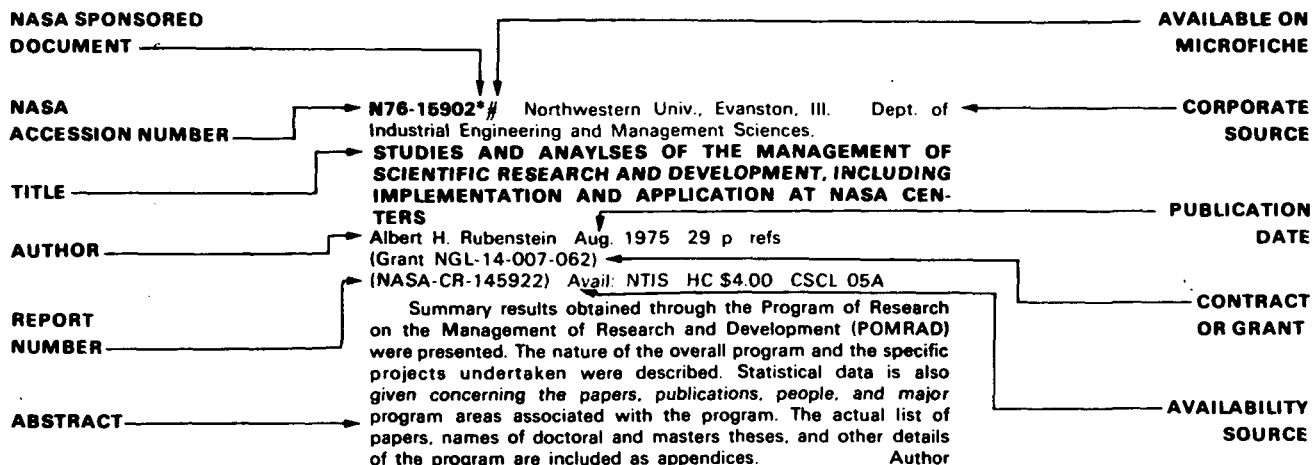 NASA SPONSORED
DOCUMENT
NASA
ACCESSION NUMBER
TITLE
AUTHOR
REPORT
NUMBER
ABSTRACT
N76-15902*# Northwestern Univ., Evanston, Ill. Dept. of
Industrial Engineering and Management Sciences.
STUDIES AND ANAYLSES OF THE MANAGEMENT OF
SCIENTIFIC RESEARCH AND DEVELOPMENT, INCLUDING
IMPLEMENTATION AND APPLICATION AT NASA CEN-
TERS
Albert H. Rubenstein Aug. 1975 29 p refs
(Grant NGL-14-007-062)
(NASA-CR-145922) Avail: NTIS HC $4.00 CSCL 05A
Summary results obtained through the Program of Research
on the Management of Research and Development (POMRAD)
were presented. The nature of the overall program and the specific
projects undertaken were described. Statistical data is also
given concerning the papers, publications, people, and major
program areas associated with the program. The actual list of
papers, names of doctoral and masters theses, and other details
of the program are included as appendices. Author
AVAILABLE ON
MICROFICHE
CORPORATE
SOURCE
PUBLICATION
DATE
CONTRACT
OR GRANT
AVAILABILITY
SOURCE